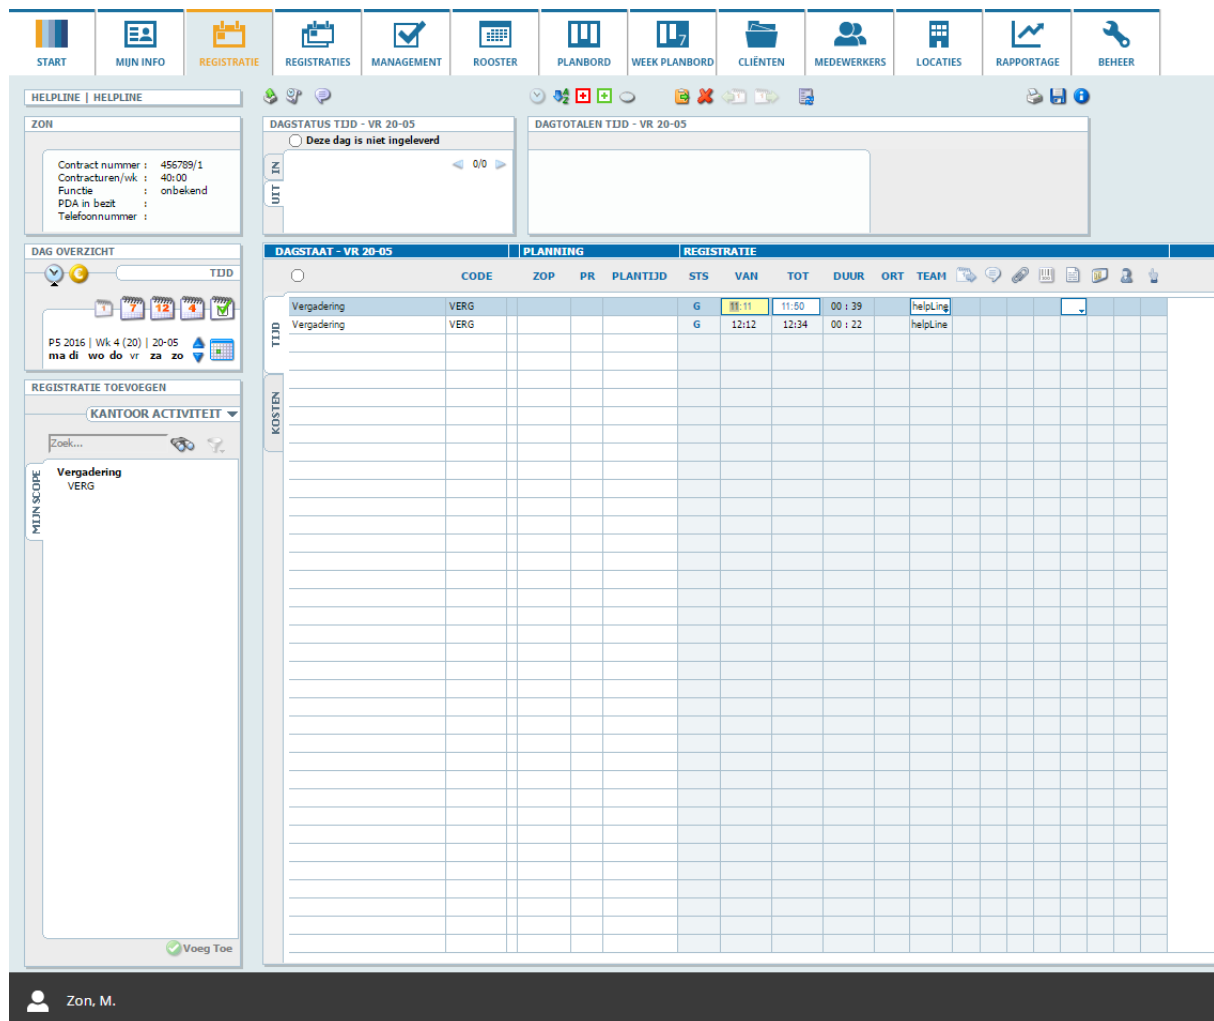 START MIJN INFO REGISTRATIE REGISTRATIES MANAGEMENT ROOSTER PLANBORD WEEK PLANBORD CLIËNTEN MEDEWERKERS LOCATIES RAPPORTAGE BEHEER
HELPLINE | HELPLINE
ZON
Contract nummer : 456789/1
Contracturen/wk : 40:00
Functie : onbekend
PDA in bezit :
Telefoonnummer :
DAGSTATUS TIJD - VR 20-05
Deze dag is niet ingeleverd
IN
UIT
0/0
DAGTOTALEN TIJD - VR 20-05
DAG OVERZICHT
TIJD
1 7 12 4
P5 2016 | Wk 4 (20) | 20-05
ma di wo do vr za zo
REGISTRATIE TOEVOEGEN
KANTOOR ACTIVITEIT
Zoek...
MIJN SCOPE
Vergadering
VERG
Voeg Toe
DAGSTAAT - VR 20-05 PLANNING REGISTRATIE
CODE ZOP PR PLANTIJD STS VAN TOT DUUR ORT TEAM
TIJD
KOSTEN
Vergadering VERG G 11:11 11:50 00 : 39 helpLine
Vergadering VERG G 12:12 12:34 00 : 22 helpLine
Zon, M.